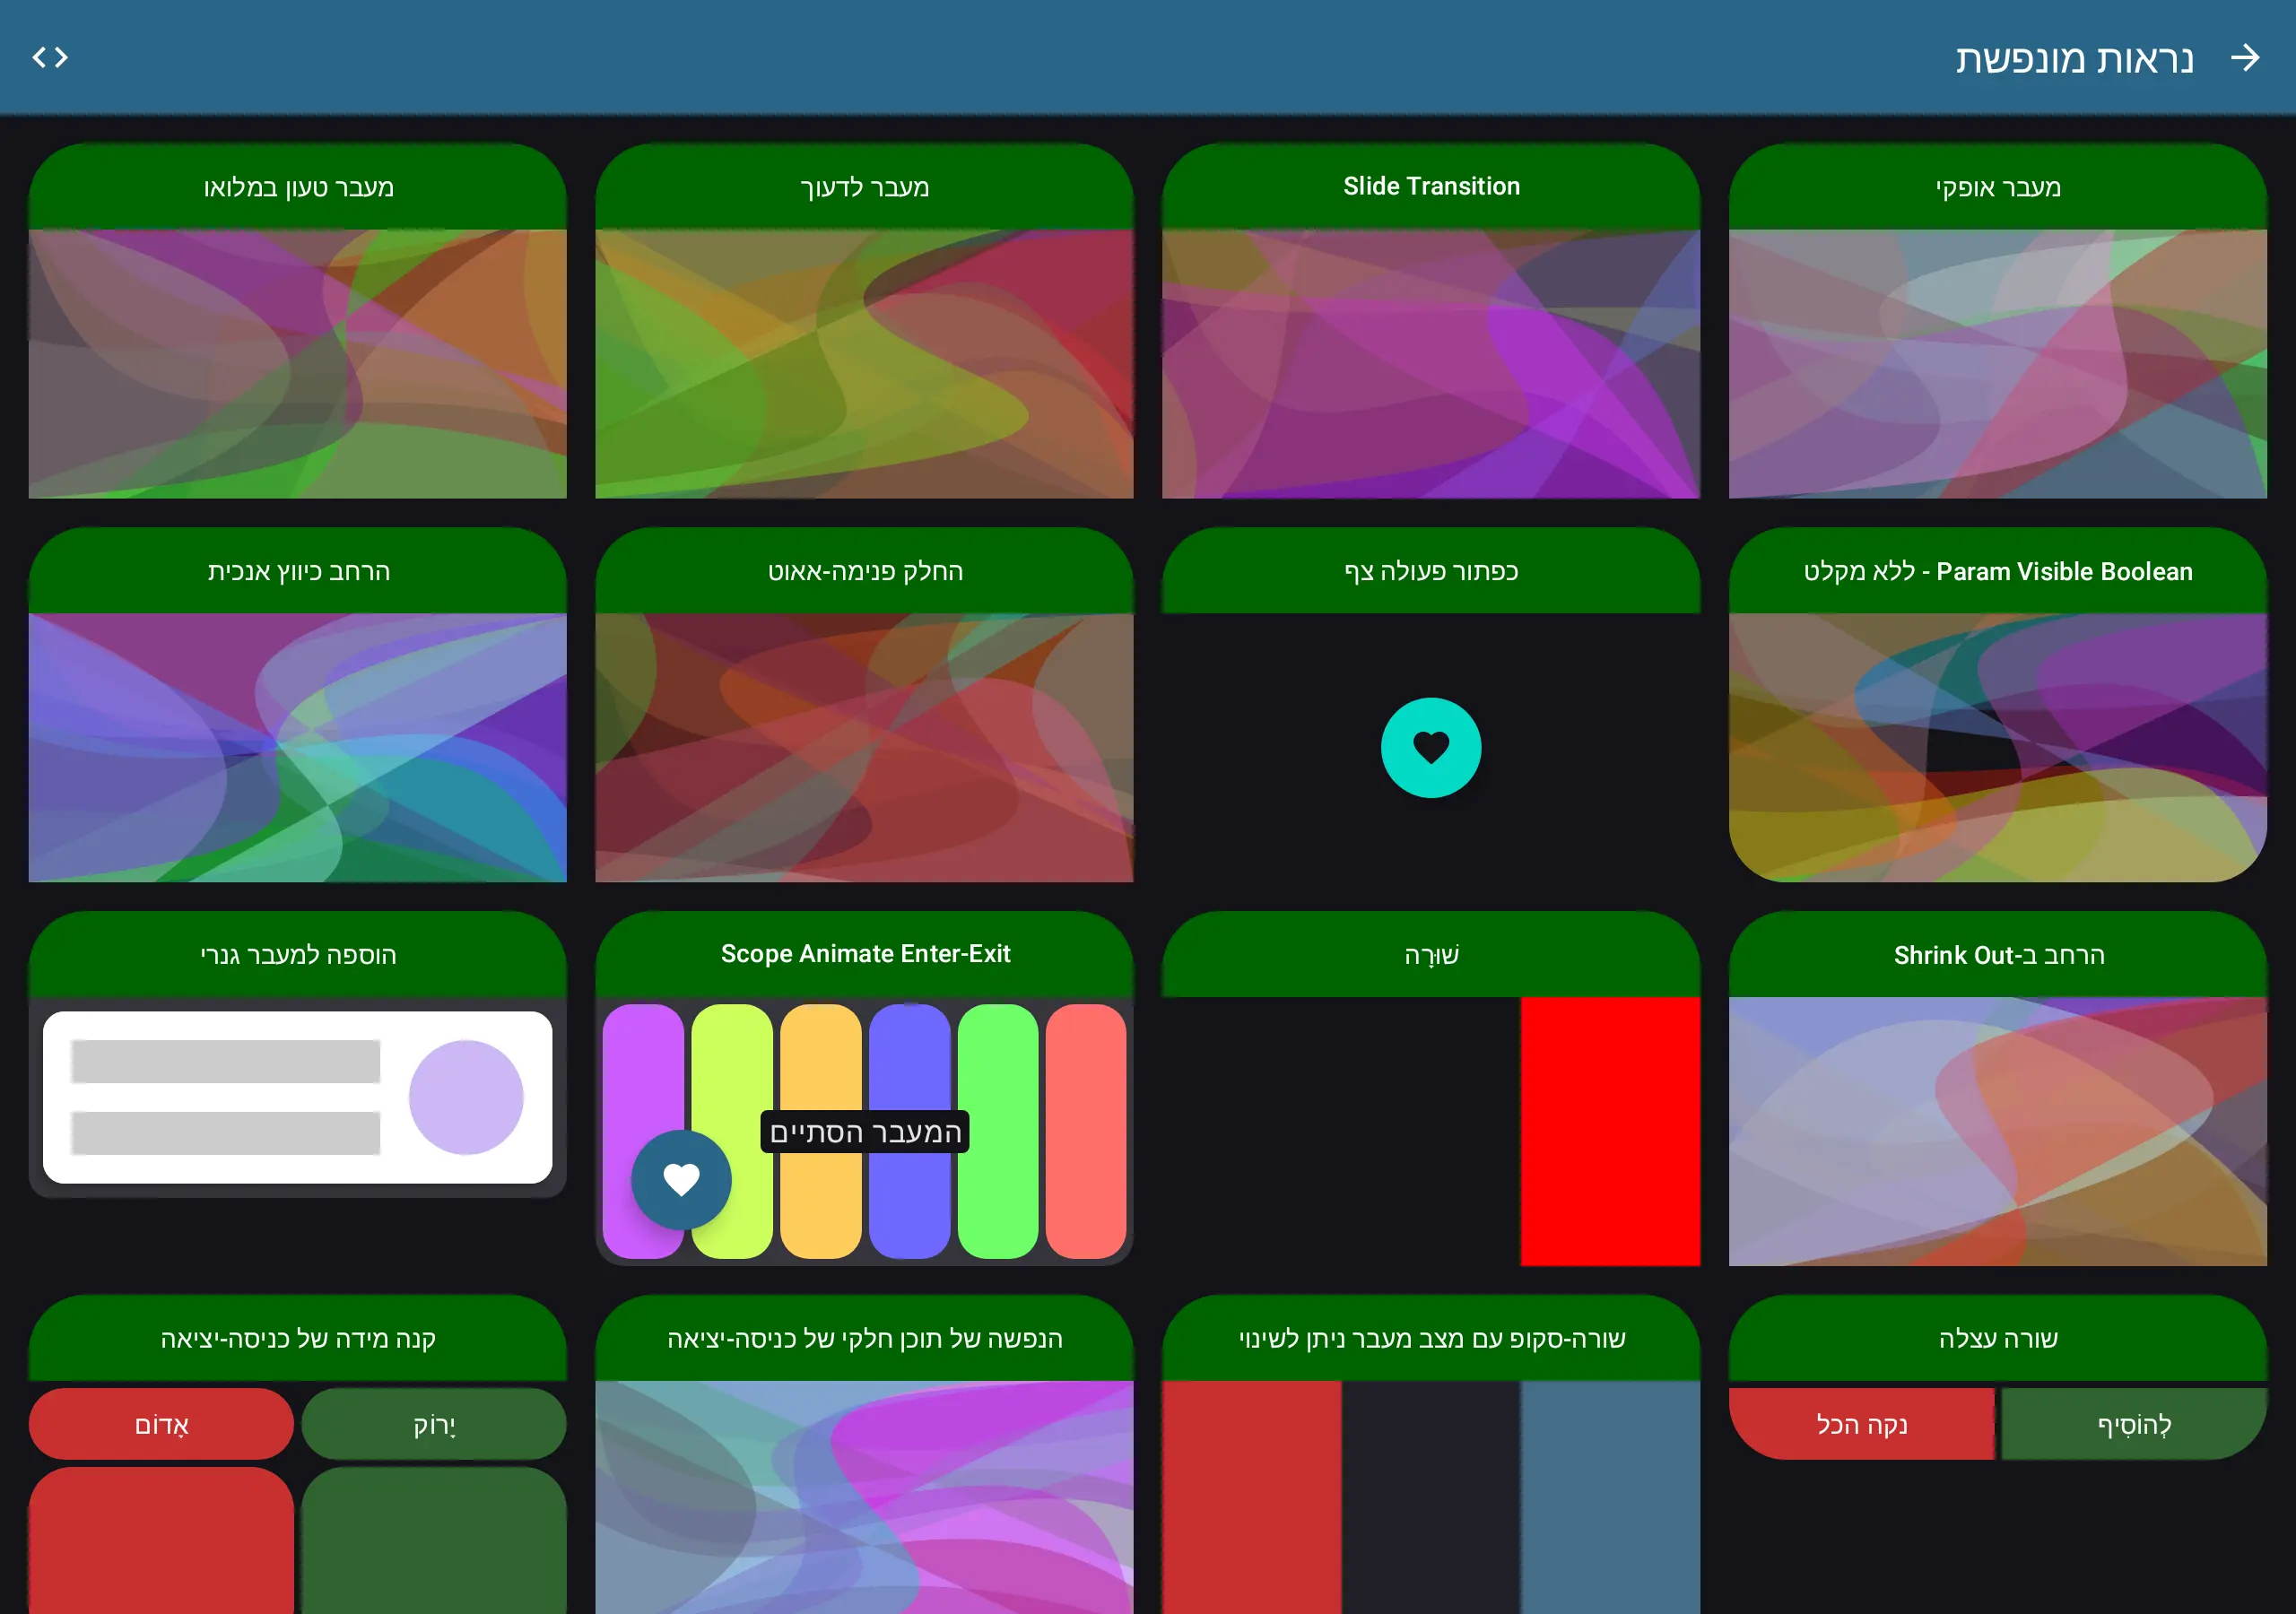 נראות מונפשת
מעבר אופקי
Slide Transition
מעבר לדעוך
מעבר טעון במלואו
Param Visible Boolean - ללא מקלט
כפתור פעולה צף
החלק פנימה-אאוט
הרחב כיווץ אנכית
הרחב ב-Shrink Out
שׁוּרָה
Scope Animate Enter-Exit
המעבר הסתיים
הוספה למעבר גנרי
שורה עצלה
לְהוֹסִיף
נקה הכל
שורה-סקופ עם מצב מעבר ניתן לשינוי
הנפשה של תוכן חלקי של כניסה-יציאה
קנה מידה של כניסה-יציאה
יָרוֹק
אָדוֹם